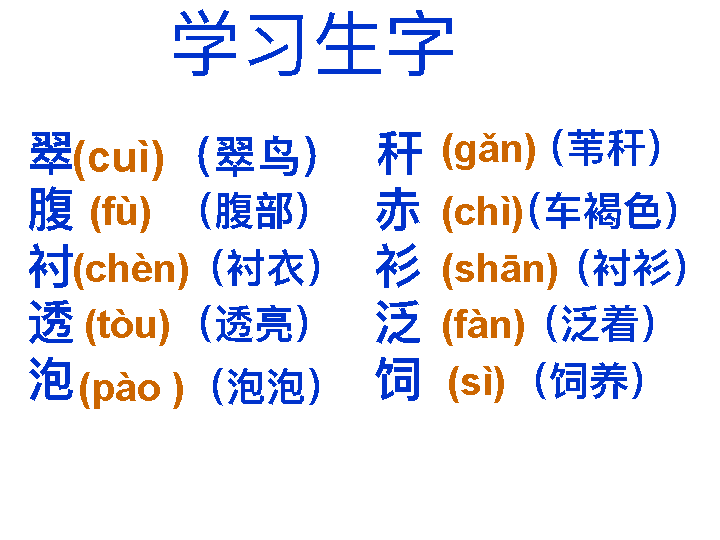 学习生字
翠(cuì)（翠鸟） 秆 (gǎn)（苇秆）
腹 (fù) （腹部） 赤 (chì)（车褐色）
衬(chèn)（衬衣） 衫 (shān)（衬衫）
透 (tòu)（透亮） 泛 (fàn)（泛着）
泡(pào )（泡泡） 饲 (sì) （饲养）